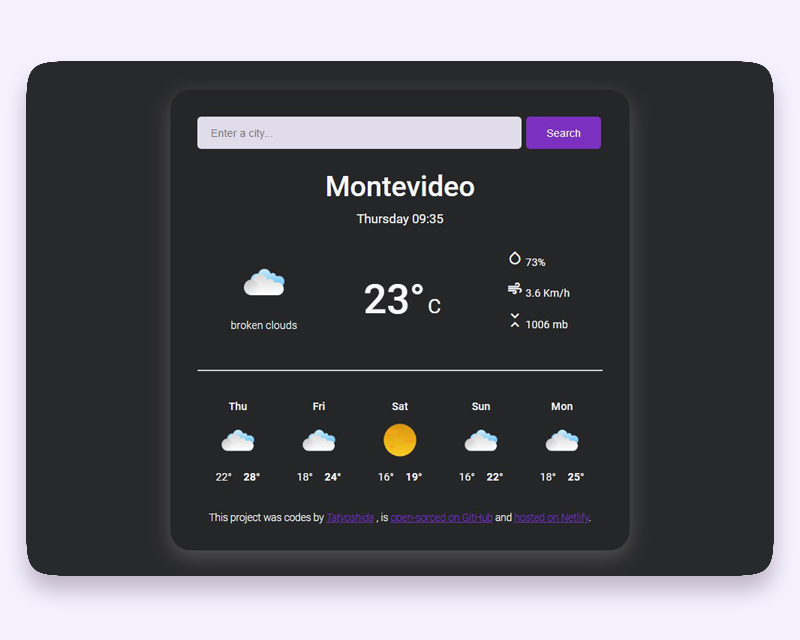 Enter a city...
Search
Montevideo
Thursday 09:35
broken clouds
23° C
73%
3.6 Km/h
1006 mb
Thu Fri Sat Sun Mon
22° 28° 18° 24° 16° 19° 16° 22° 18° 25°
This project was codes by Tatyoshida , is open-sorced on GitHub and hosted on Netlify.